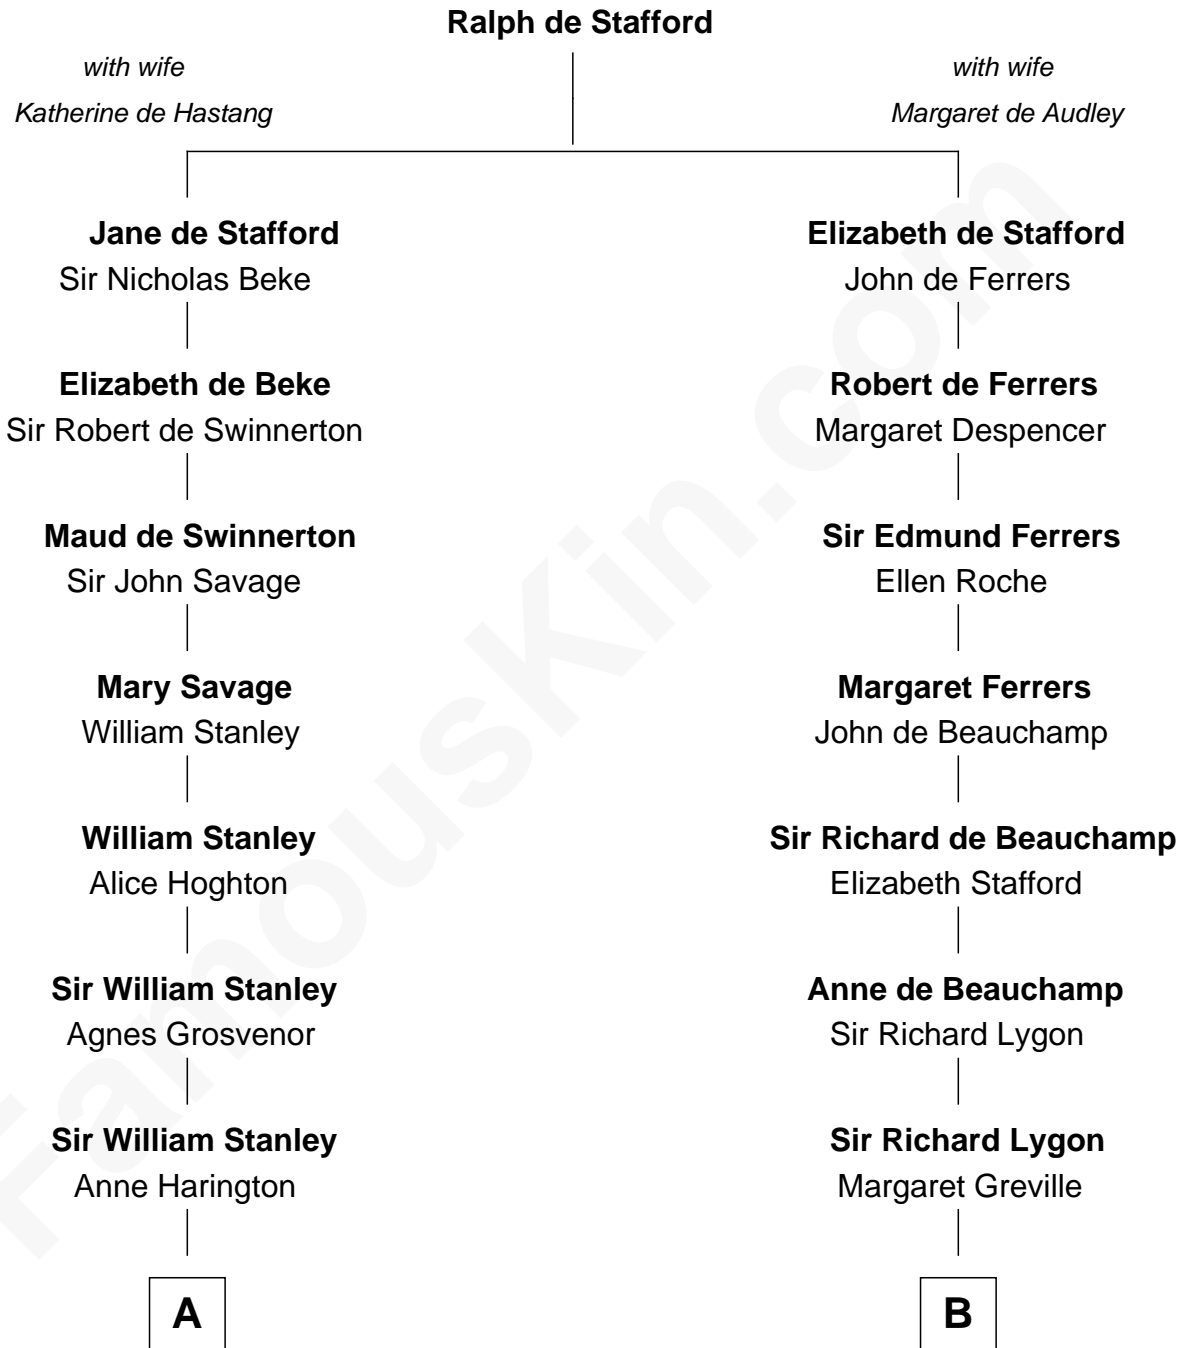 Ralph de Stafford
with wife
Katherine de Hastang
with wife
Margaret de Audley
Jane de Stafford
Sir Nicholas Beke
Elizabeth de Stafford
John de Ferrers
Elizabeth de Beke
Sir Robert de Swinnerton
Robert de Ferrers
Margaret Despencer
Maud de Swinnerton
Sir John Savage
Sir Edmund Ferrers
Ellen Roche
Mary Savage
William Stanley
Margaret Ferrers
John de Beauchamp
William Stanley
Alice Hoghton
Sir Richard de Beauchamp
Elizabeth Stafford
Sir William Stanley
Agnes Grosvenor
Anne de Beauchamp
Sir Richard Lygon
Sir William Stanley
Anne Harington
Sir Richard Lygon
Margaret Greville
A
B
FamousKin.com